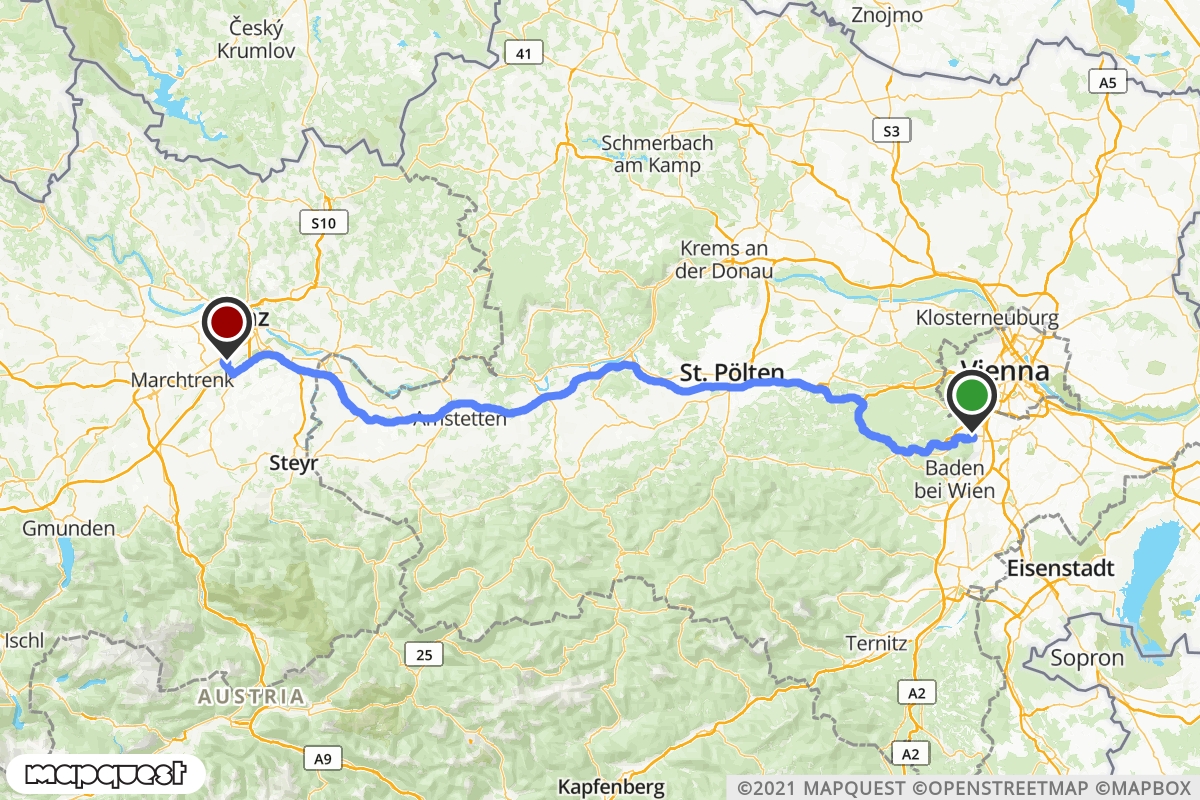 Český
Krumlov
41
Znojmo
A5
S3
Schmerbach
am Kamp
S10
Krems an
der Donau
Klosterneuburg
Marchtrenk
St. Pölten
Vienna
Amstetten
Steyr
Baden
bei Wien
Gmunden
Eisenstadt
Ischl
25
Ternitz
Sopron
AUSTRIA
A2
A9
A2
mapquest
Kapfenberg
©2021 MAPQUEST ©OPENSTREETMAP ©MAPBOX